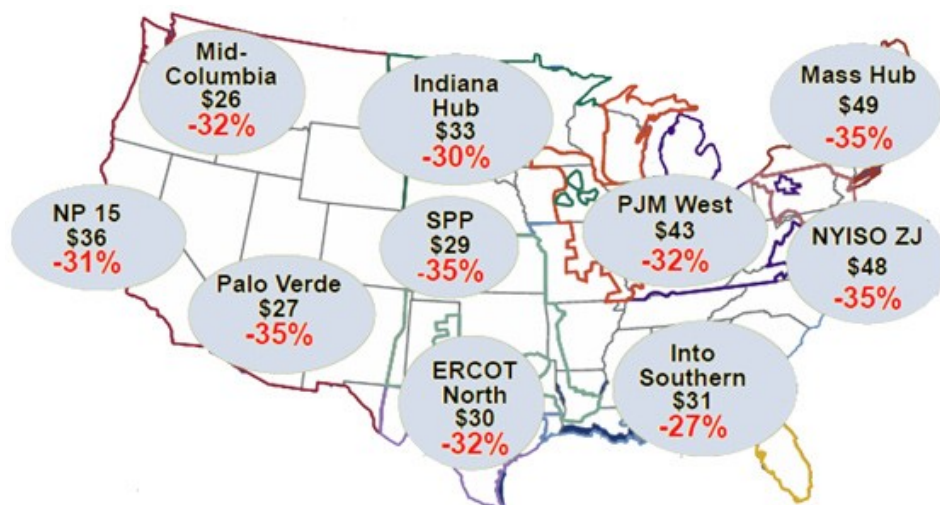 Mid-
Columbia
$26
-32%
Indiana
Hub
$33
-30%
Mass Hub
$49
-35%
NP 15
$36
-31%
SPP
$29
-35%
PJM West
$43
-32%
NYISO ZJ
$48
-35%
Palo Verde
$27
-35%
ERCOT
North
$30
-32%
Into
Southern
$31
-27%